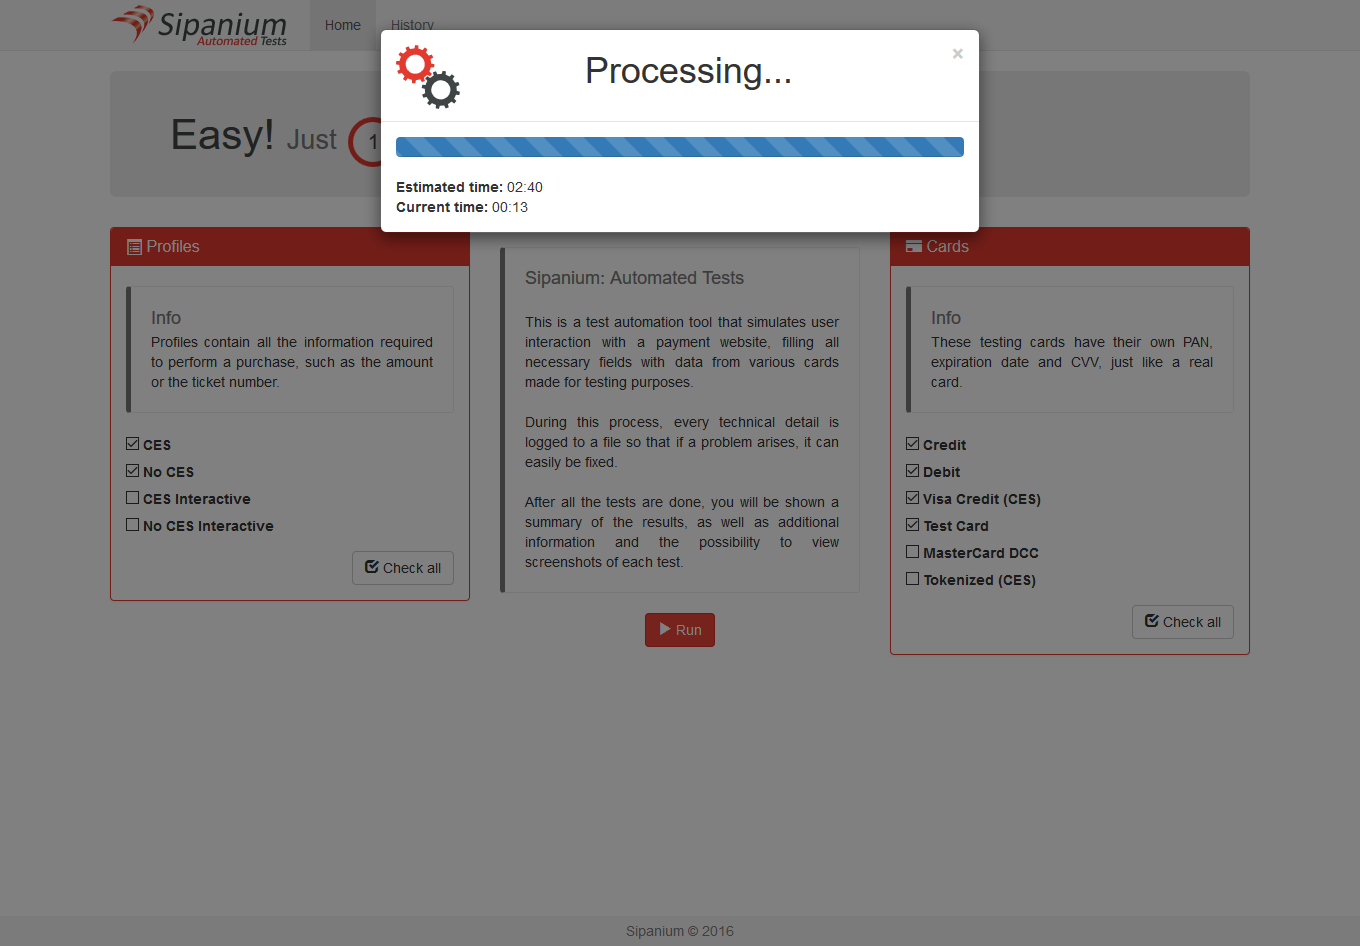 Sipanium
Automated Tests
Home
History
Processing...
×
Easy! Just 1
Estimated time: 02:40
Current time: 00:13
Profiles
Info
Profiles contain all the information required
to perform a purchase, such as the amount
or the ticket number.
CES
No CES
CES Interactive
No CES Interactive
Check all
Sipanium: Automated Tests
This is a test automation tool that simulates user
interaction with a payment website, filling all
necessary fields with data from various cards
made for testing purposes.
During this process, every technical detail is
logged to a file so that if a problem arises, it can
easily be fixed.
After all the tests are done, you will be shown a
summary of the results, as well as additional
information and the possibility to view
screenshots of each test.
Run
Cards
Info
These testing cards have their own PAN,
expiration date and CVV, just like a real
card.
Credit
Debit
Visa Credit (CES)
Test Card
MasterCard DCC
Tokenized (CES)
Check all
Sipanium © 2016